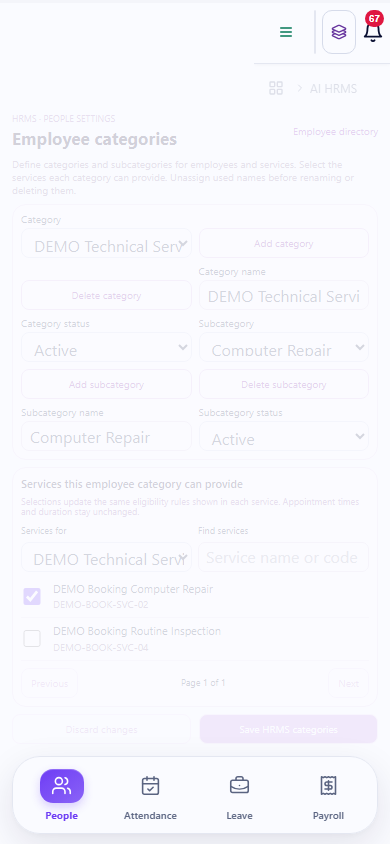 67
AI HRMS
HRMS · PEOPLE SETTINGS
Employee categories
Employee directory
Define categories and subcategories for employees and services. Select the
services each category can provide. Unassign used names before renaming or
deleting them.
Category
DEMO Technical Serv
Add category
Category name
Delete category
DEMO Technical Servi
Category status
Subcategory
Active
Computer Repair
Add subcategory
Delete subcategory
Subcategory name
Subcategory status
Computer Repair
Active
Services this employee category can provide
Selections update the same eligibility rules shown in each service. Appointment times
and duration stay unchanged.
Services for
Find services
DEMO Technical Servi
Service name or code
DEMO Booking Computer Repair
DEMO-BOOK-SVC-02
DEMO Booking Routine Inspection
DEMO-BOOK-SVC-04
Previous
Page 1 of 1
Next
Discard changes
Save HRMS categories
People
Attendance
Leave
Payroll